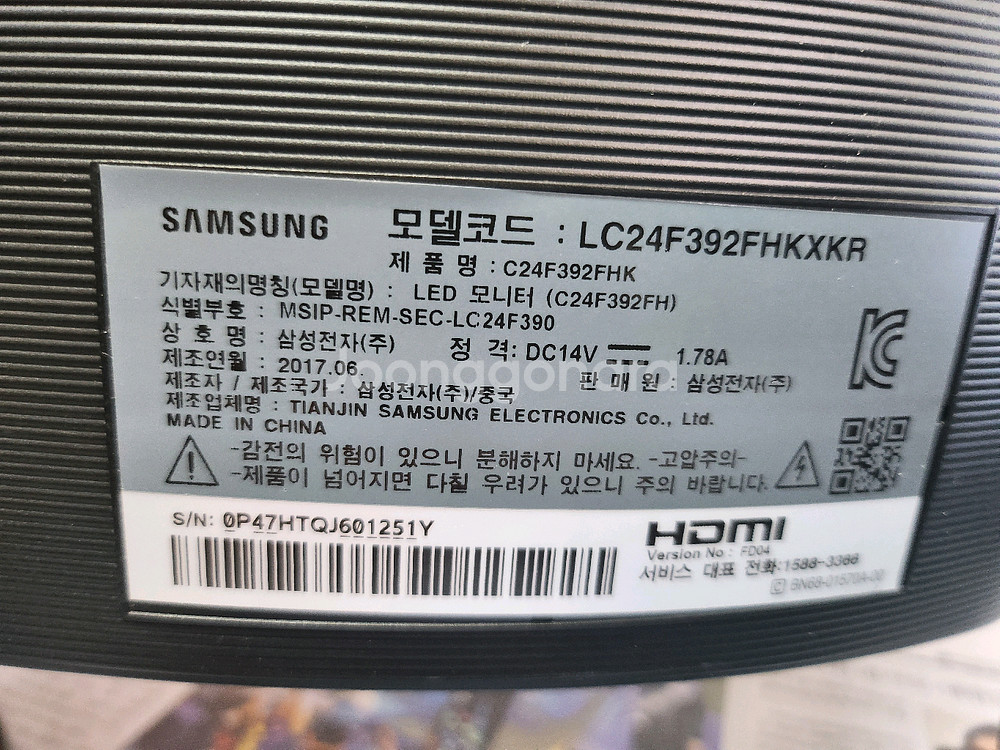 SAMSUNG 모델코드 : LC24F392FHKXKR
제 품 명 : C24F392FHK
기자재의명칭(모델명) : LED 모니터 (C24F392FH)
식별부호 : MSIP-REM-SEC-LC24F390
상 호 명 : 삼성전자(주) 정 격: DC14V 1.78A
제조연월 : 2017.06. 판 매 원 : 삼성전자(주)
제조자 / 제조국가 : 삼성전자(주)/중국
제조업체명 : TIANJIN SAMSUNG ELECTRONICS Co., Ltd.
MADE IN CHINA
-감전의 위험이 있으니 분해하지 마세요. -고압주의-
-제품이 넘어지면 다칠 우려가 있으니 주의 바랍니다.
S/N: 0P47HTQJ601251Y
HDMI
Version No : FD04
서비스 대표 전화:1588-3366
BN68-01570A-00
joonggonara